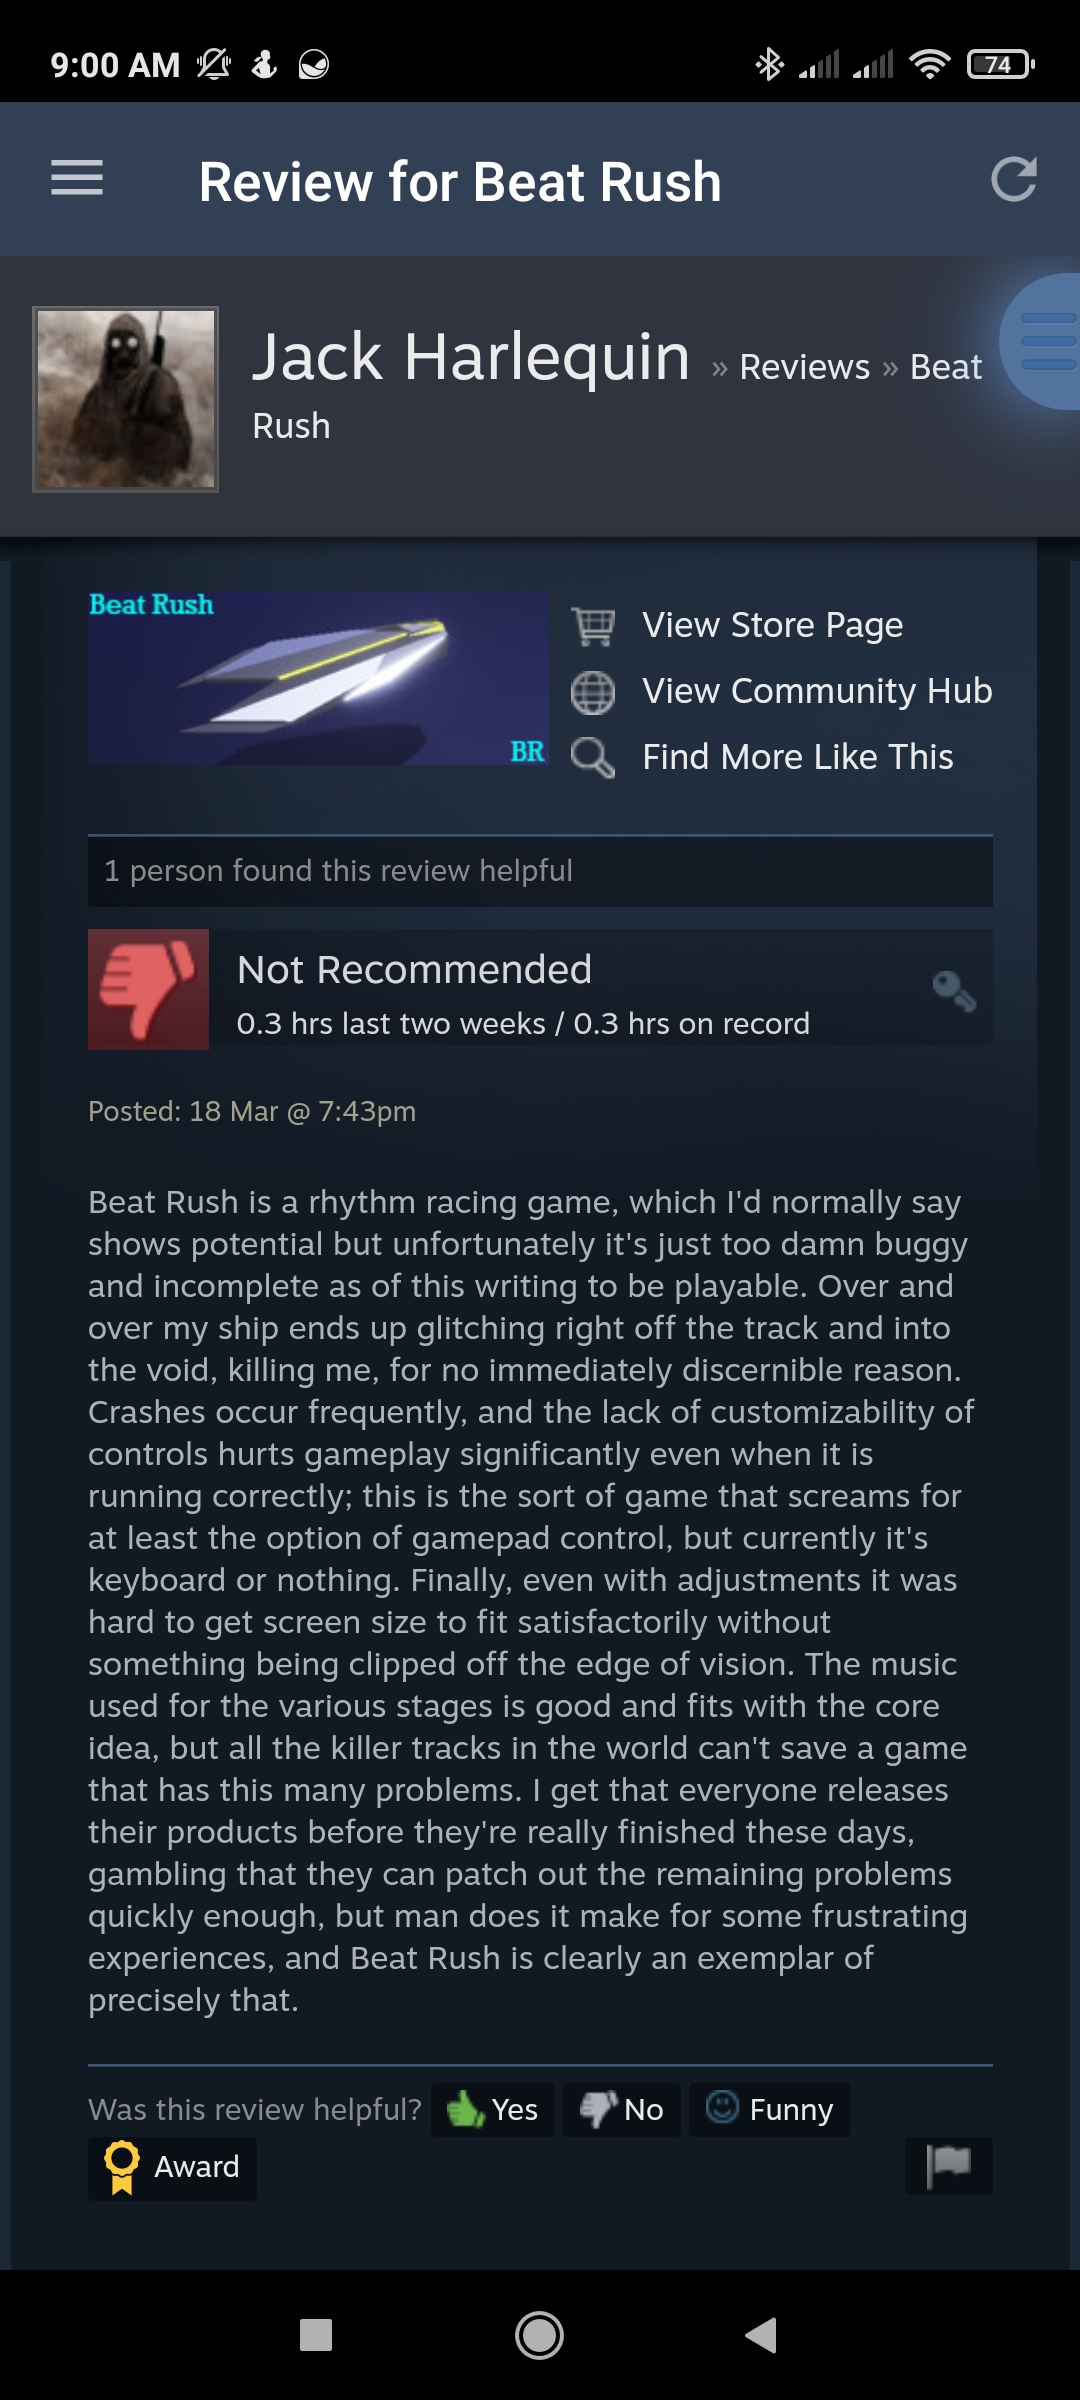 9:00 AM
74
Review for Beat Rush
Jack Harlequin » Reviews » Beat
Rush
Beat Rush
BR
View Store Page
View Community Hub
Find More Like This
1 person found this review helpful
Not Recommended
0.3 hrs last two weeks / 0.3 hrs on record
Posted: 18 Mar @ 7:43pm
Beat Rush is a rhythm racing game, which I'd normally say
shows potential but unfortunately it's just too damn buggy
and incomplete as of this writing to be playable. Over and
over my ship ends up glitching right off the track and into
the void, killing me, for no immediately discernible reason.
Crashes occur frequently, and the lack of customizability of
controls hurts gameplay significantly even when it is
running correctly; this is the sort of game that screams for
at least the option of gamepad control, but currently it's
keyboard or nothing. Finally, even with adjustments it was
hard to get screen size to fit satisfactorily without
something being clipped off the edge of vision. The music
used for the various stages is good and fits with the core
idea, but all the killer tracks in the world can't save a game
that has this many problems. I get that everyone releases
their products before they're really finished these days,
gambling that they can patch out the remaining problems
quickly enough, but man does it make for some frustrating
experiences, and Beat Rush is clearly an exemplar of
precisely that.
Was this review helpful? Yes No Funny
Award